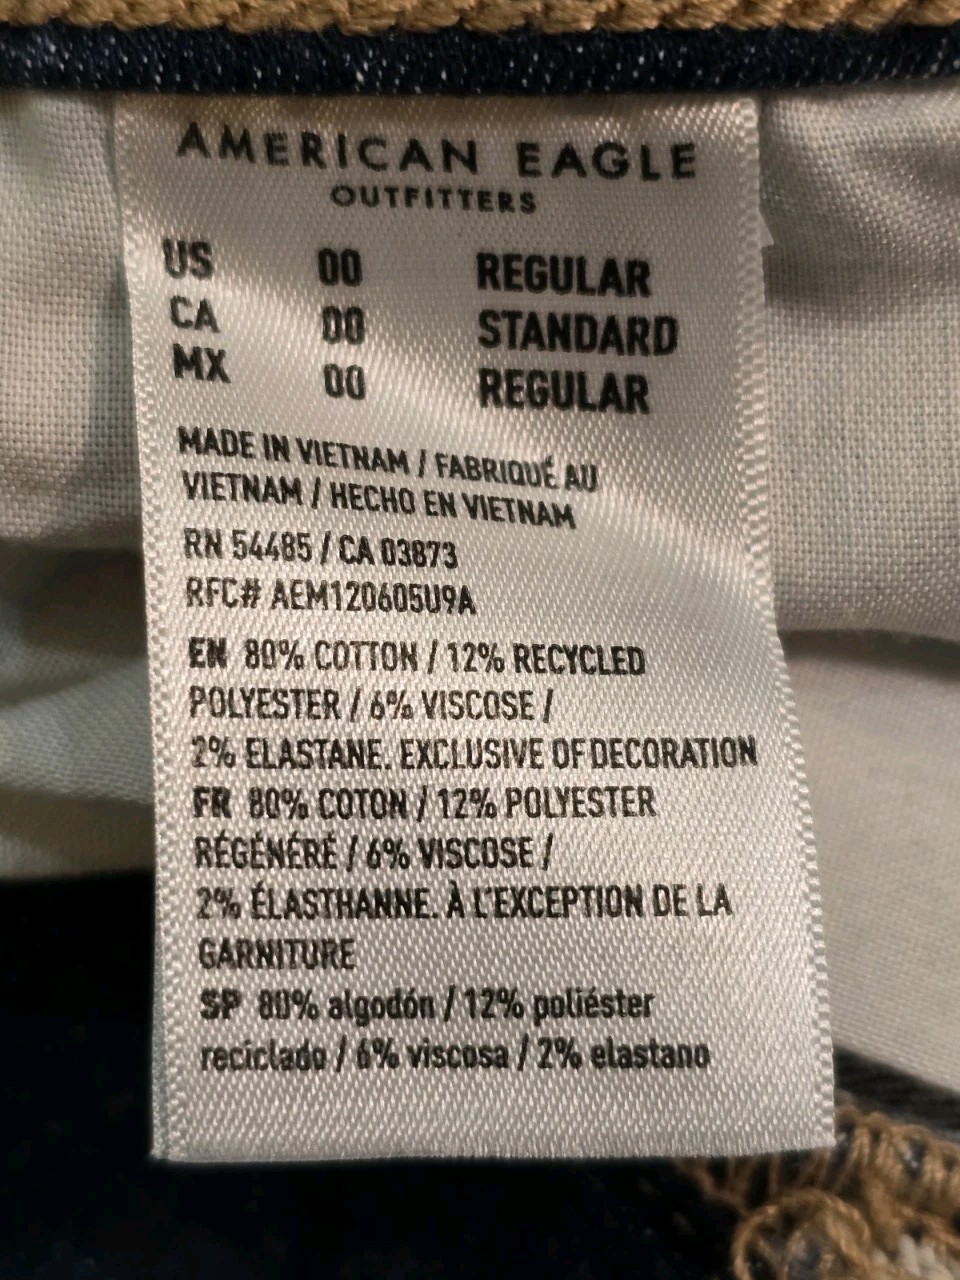 AMERICAN EAGLE
OUTFITTERS
US 00 REGULAR
CA 00 STANDARD
MX 00 REGULAR
MADE IN VIETNAM / FABRIQUÉ AU
VIETNAM / HECHO EN VIETNAM
RN 54485 / CA 03873
RFC# AEM120605U9A
EN 80% COTTON / 12% RECYCLED
POLYESTER / 6% VISCOSE /
2% ELASTANE. EXCLUSIVE OF DECORATION
FR 80% COTON / 12% POLYESTER
RÉGÉNÉRÉ / 6% VISCOSE /
2% ÉLASTHANNE. À L'EXCEPTION DE LA
GARNITURE
SP 80% algodón / 12% poliéster
reciclado / 6% viscosa / 2% elastano